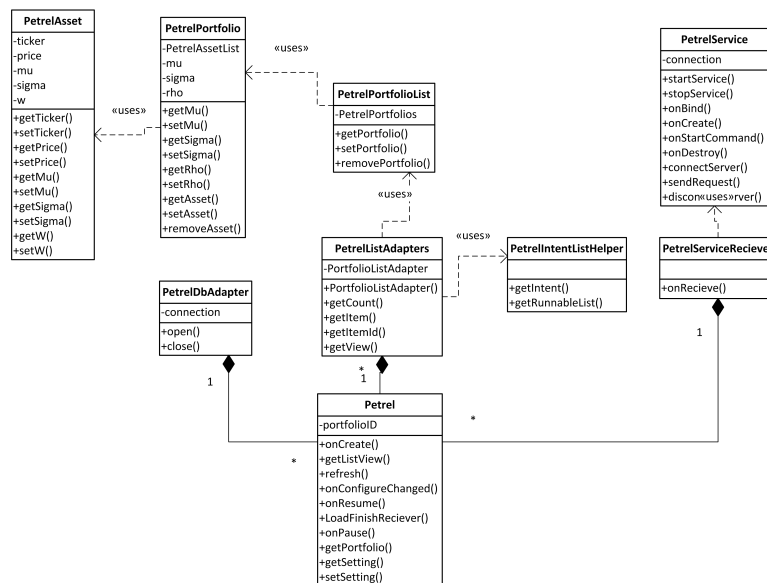 PetrelAsset
-ticker
-price
-mu
-sigma
-w
+getTicker()
+setTicker()
+getPrice()
+setPrice()
+getMu()
+setMu()
+getSigma()
+setSigma()
+getW()
+setW()
«uses»
PetrelPortfolio
-PetrelAssetList
-mu
-sigma
-rho
+getMu()
+setMu()
+getSigma()
+setSigma()
+getRho()
+setRho()
+getAsset()
+setAsset()
+removeAsset()
«uses»
PetrelPortfolioList
-PetrelPortfolios
+getPortfolio()
+setPortfolio()
+removePortfolio()
«uses»
PetrelService
-connection
+startService()
+stopService()
+onBind()
+onCreate()
+onStartCommand()
+onDestroy()
+connectServer()
+sendRequest()
+discon«uses»rver()
PetrelListAdapters
-PortfolioListAdapter
+PortfolioListAdapter()
+getCount()
+getItem()
+getItemId()
+getView()
«uses»
PetrelIntentListHelper
+getIntent()
+getRunnableList()
PetrelServiceRecieve
+onRecieve()
PetrelDbAdapter
-connection
+open()
+close()
1
*
*
1
1
*
Petrel
-portfolioID
+onCreate()
+getListView()
+refresh()
+onConfigureChanged()
+onResume()
+LoadFinishReciever()
+onPause()
+getPortfolio()
+getSetting()
+setSetting()